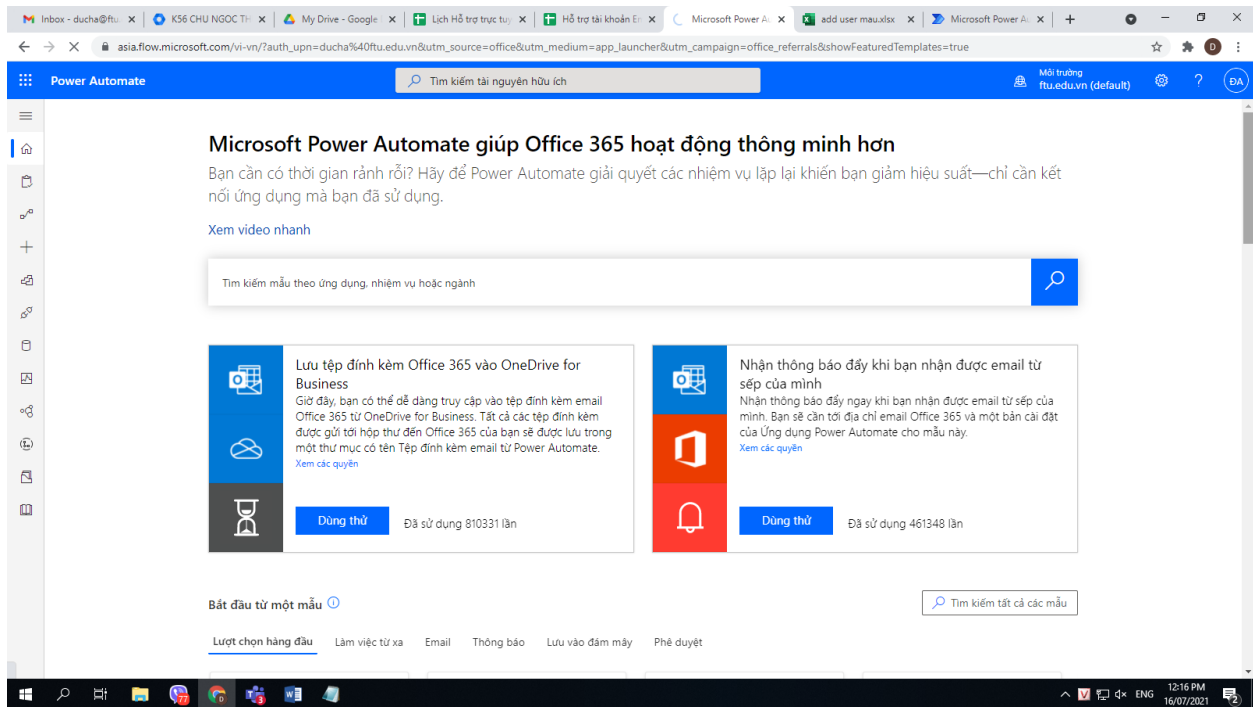 Inbox - ducha@ftu
K56 CHU NGOC TH
My Drive - Google
Lịch Hỗ trợ trực tuy
Hỗ trợ tài khoản Er
Microsoft Power Au
add user mau.xlsx
Microsoft Power Au
asia.flow.microsoft.com/vi-vn/?auth_upn=ducha%40ftu.edu.vn&utm_source=office&utm_medium=app_launcher&utm_campaign=office_referrals&showFeaturedTemplates=true
D
Power Automate
Tìm kiếm tài nguyên hữu ích
Môi trường
ftu.edu.vn (default)
ĐA
Microsoft Power Automate giúp Office 365 hoạt động thông minh hơn
Bạn cần có thời gian rảnh rỗi? Hãy để Power Automate giải quyết các nhiệm vụ lặp lại khiến bạn giảm hiệu suất—chỉ cần kết
nối ứng dụng mà bạn đã sử dụng.
Xem video nhanh
Tìm kiếm mẫu theo ứng dụng, nhiệm vụ hoặc ngành
Lưu tệp đính kèm Office 365 vào OneDrive for
Business
Giờ đây, bạn có thể dễ dàng truy cập vào tệp đính kèm email
Office 365 từ OneDrive for Business. Tất cả các tệp đính kèm
được gửi tới hộp thư đến Office 365 của bạn sẽ được lưu trong
một thư mục có tên Tệp đính kèm email từ Power Automate.
Xem các quyền
Dùng thử
Đã sử dụng 810331 lần
Nhận thông báo đẩy khi bạn nhận được email từ
sếp của mình
Nhận thông báo đẩy ngay khi bạn nhận được email từ sếp của
mình. Bạn sẽ cần tới địa chỉ email Office 365 và một bản cài đặt
của Ứng dụng Power Automate cho mẫu này.
Xem các quyền
Dùng thử
Đã sử dụng 461348 lần
Bắt đầu từ một mẫu
Tìm kiếm tất cả các mẫu
Lượt chọn hàng đầu
Làm việc từ xa
Email
Thông báo
Lưu vào đám mây
Phê duyệt
ENG
12:16 PM
16/07/2021